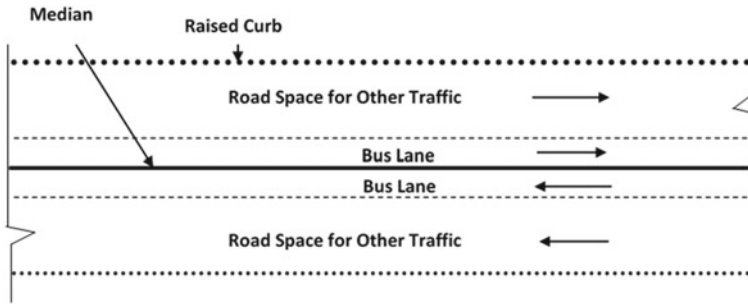 Median
Raised Curb
Road Space for Other Traffic
Bus Lane
Bus Lane
Road Space for Other Traffic